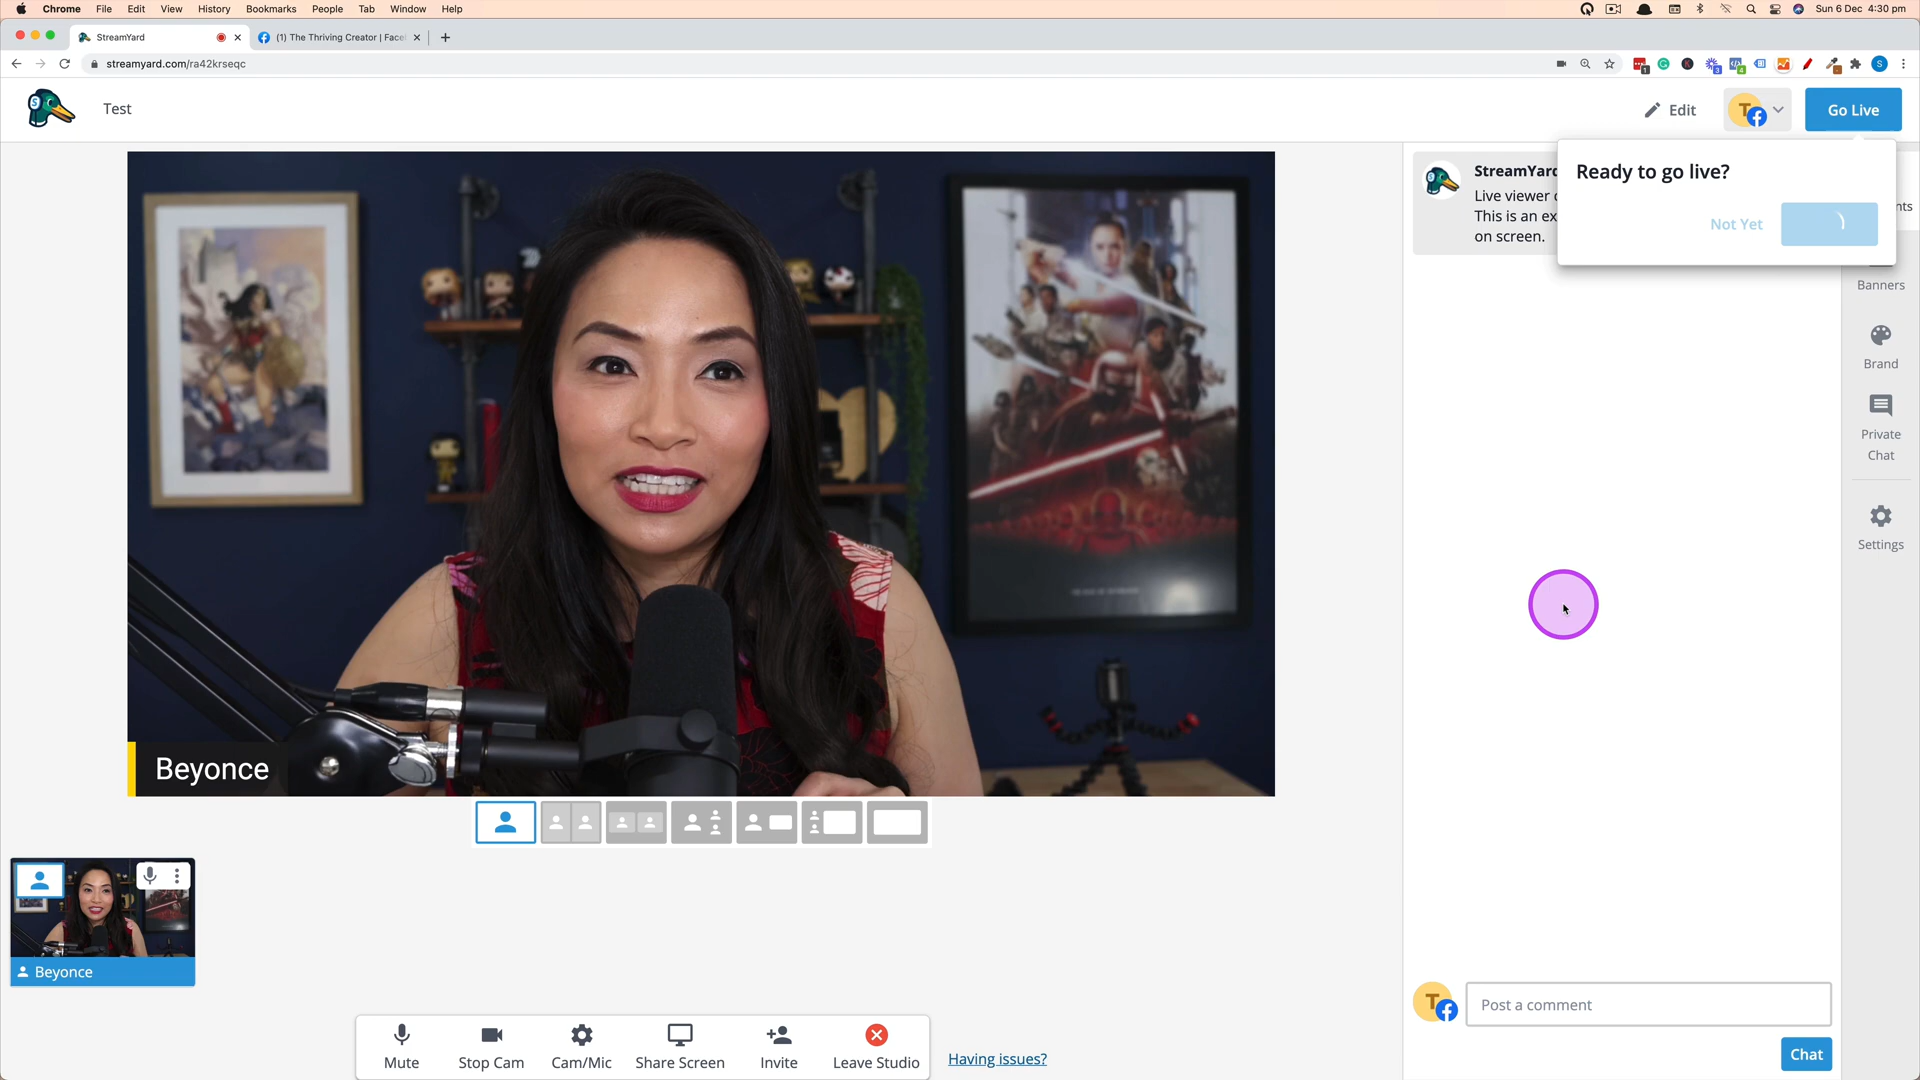 Chrome File Edit View History Bookmarks People Tab Window Help
Sun 6 Dec 4:30 pm
StreamYard
(1) The Thriving Creator | Face
streamyard.com/ra42krseqc
Test
Edit
T
Go Live
Ready to go live?
Not Yet
StreamYard
Live viewer
This is an ex
on screen.
nts
Banners
Brand
Private
Chat
Settings
Beyonce
Beyonce
Mute
Stop Cam
Cam/Mic
Share Screen
Invite
Leave Studio
Having issues?
T
Post a comment
Chat